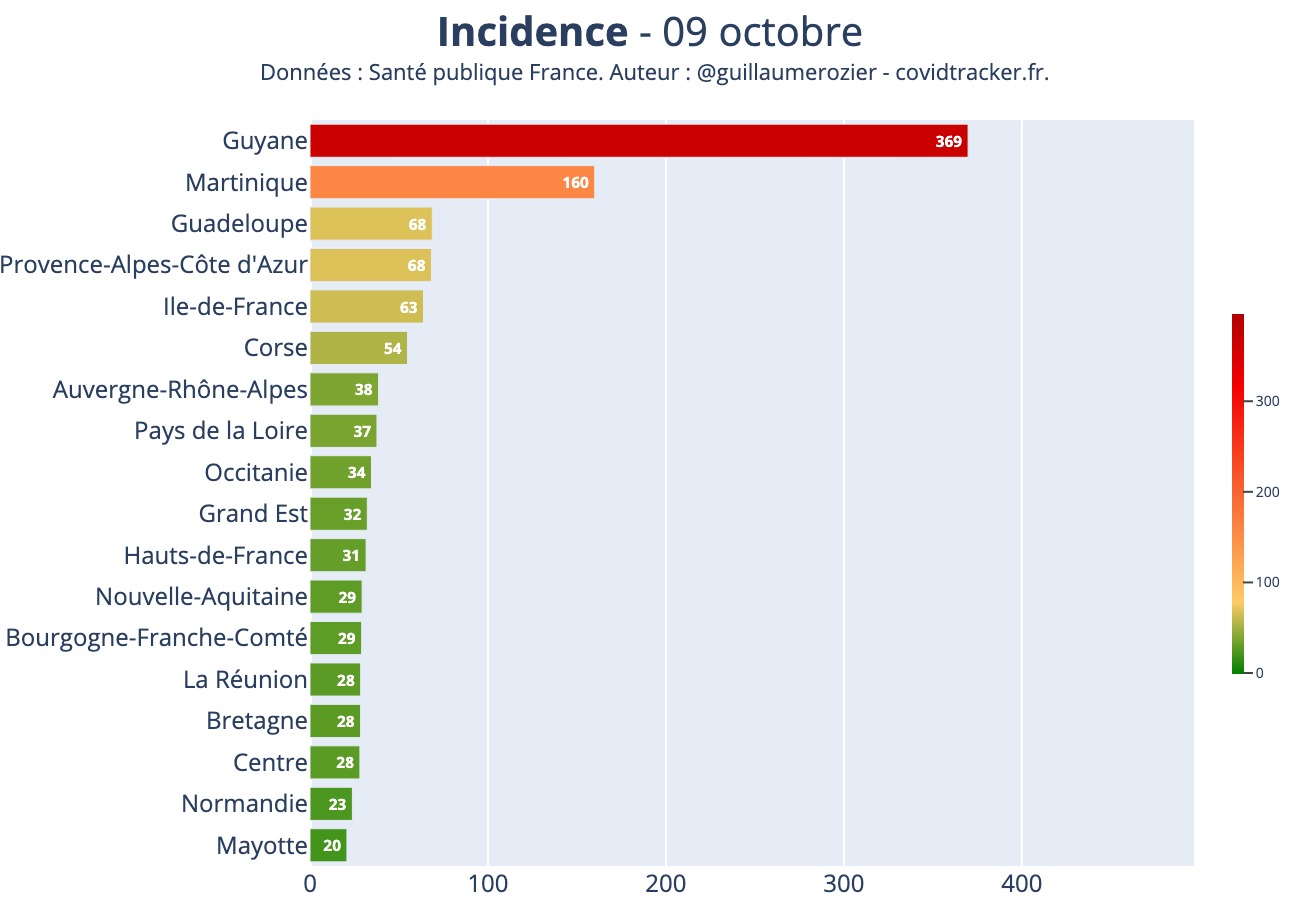 Incidence - 09 octobre
Données : Santé publique France. Auteur : @guillaumerozier - covidtracker.fr.
Guyane 369
Martinique 160
Guadeloupe 68
Provence-Alpes-Côte d'Azur 68
Ile-de-France 63
Corse 54
Auvergne-Rhône-Alpes 38
Pays de la Loire 37
Occitanie 34
Grand Est 32
Hauts-de-France 31
Nouvelle-Aquitaine 29
Bourgogne-Franche-Comté 29
La Réunion 28
Bretagne 28
Centre 28
Normandie 23
Mayotte 20
0 100 200 300 400
300
200
100
0